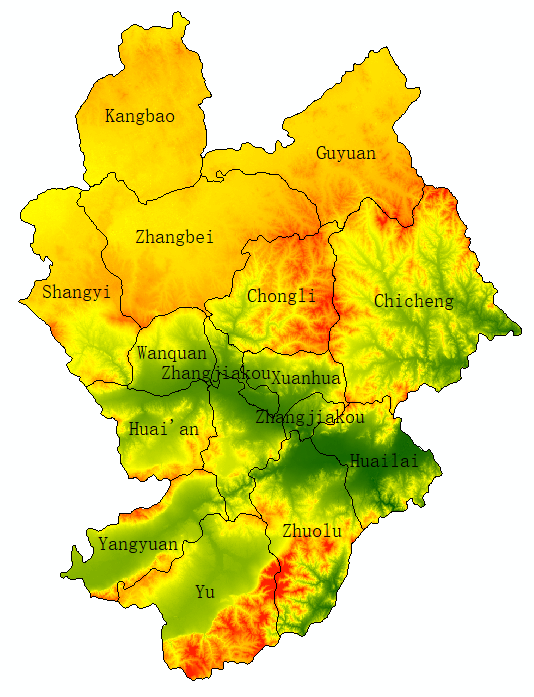 Kangbao
Guyuan
Zhangbei
Shangyi
Chongli
Chicheng
Wanquan
Zhangjiakou
Xuanhua
Zhangjiakou
Huai'an
Huailai
Zhuolu
Yangyuan
Yu